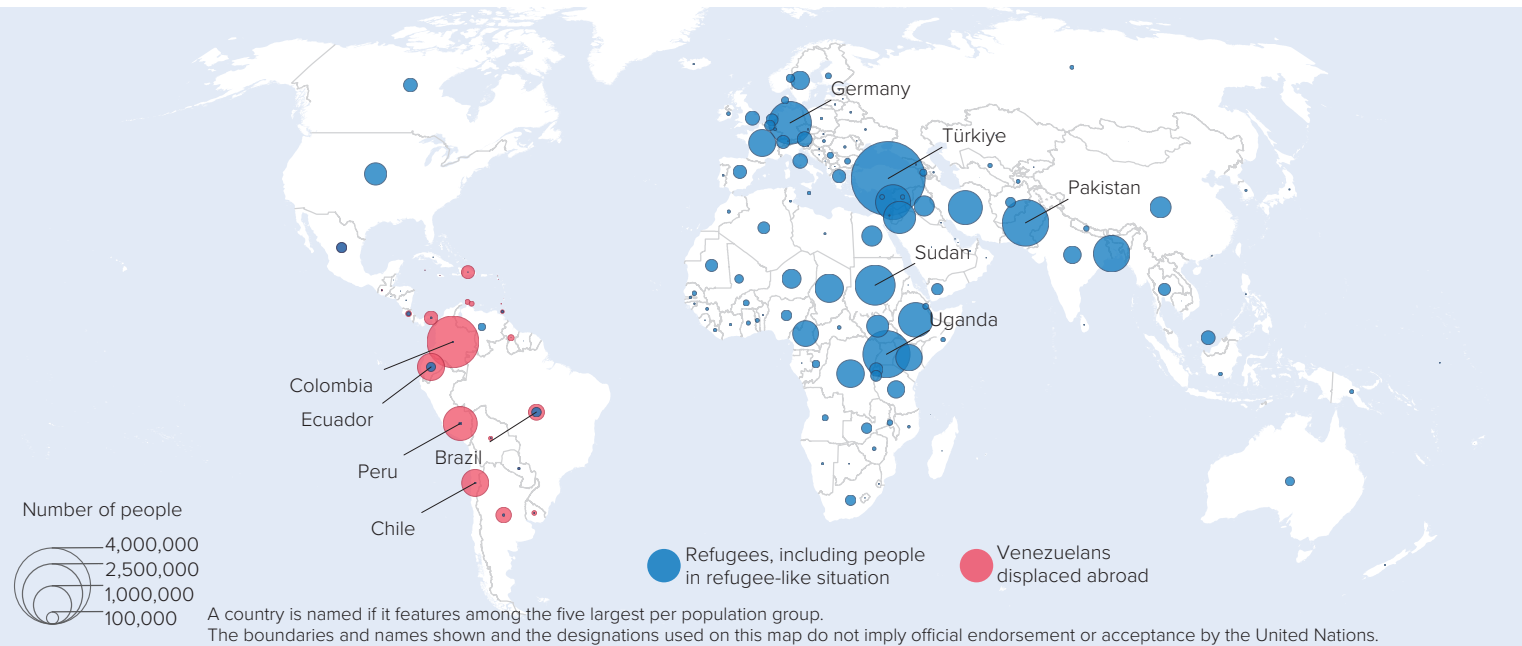 Germany
Türkiye
Pakistan
Sudan
Uganda
Colombia
Ecuador
Peru
Brazil
Chile
Number of people
4,000,000
2,500,000
1,000,000
100,000
Refugees, including people
in refugee-like situation
Venezuelans
displaced abroad
A country is named if it features among the five largest per population group.
The boundaries and names shown and the designations used on this map do not imply official endorsement or acceptance by the United Nations.